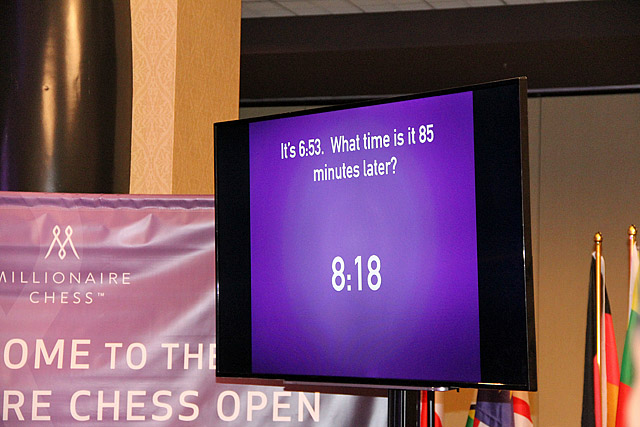 It's 6:53. What time is it 85
minutes later?
8:18
MILLIONAIRE
CHESS™
OME TO THE
RE CHESS OPEN